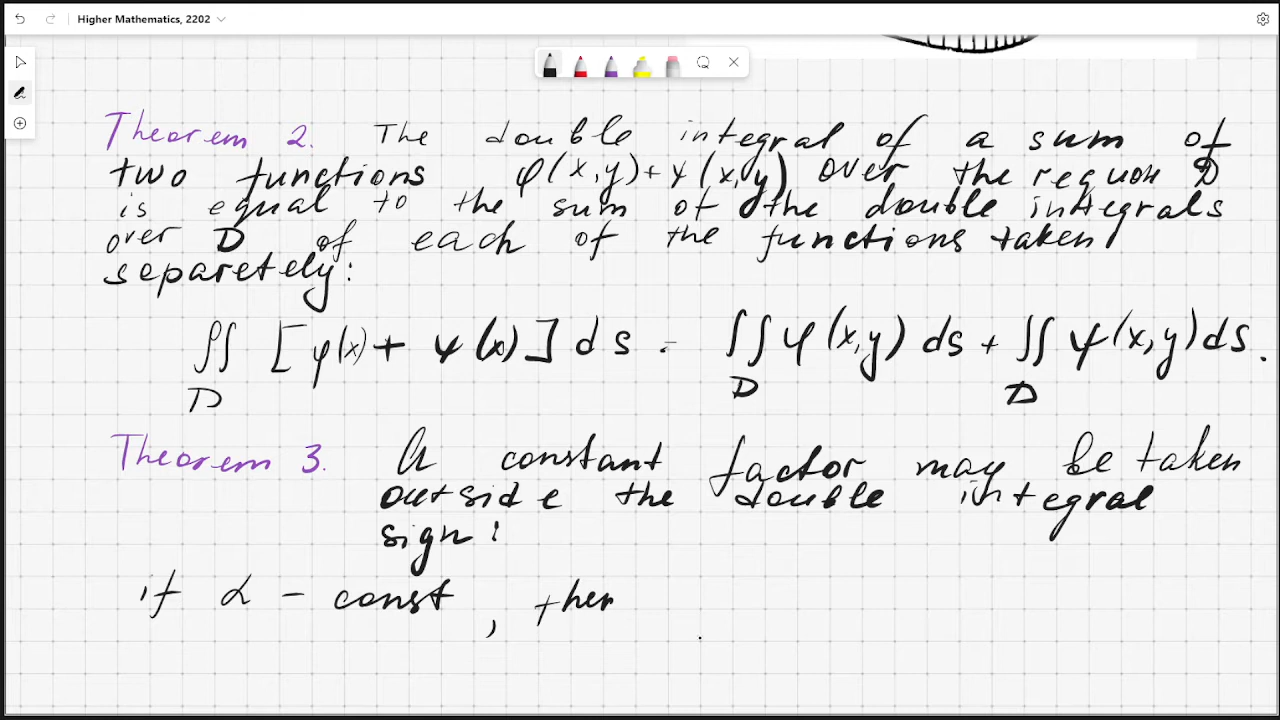 Higher Mathematics, 2202
Theorem 2. The double integral of a sum of
two functions φ(x,y)+ψ(x,y) over the region D
is equal to the sum of the double integrals
over D of each of the functions taken
separetely:
∬ [φ(x)+ ψ(x)] ds = ∬ φ(x,y) ds + ∬ ψ(x,y) ds.
D D D
Theorem 3. A constant factor may be taken
outside the double integral
sign:
if α - const, then